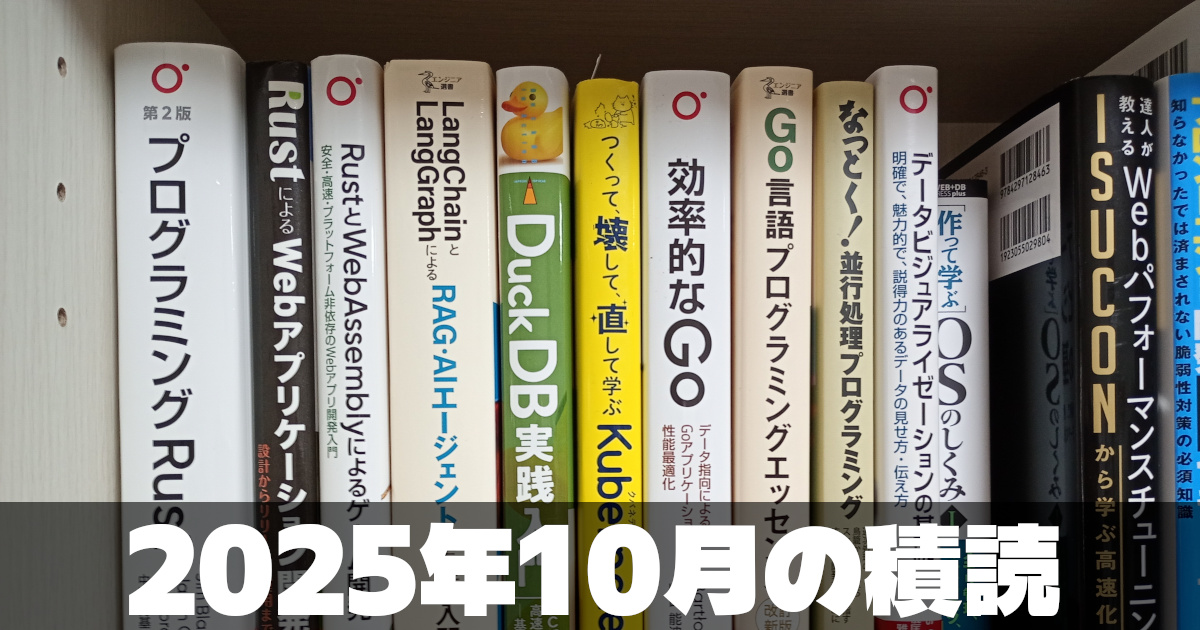 第2版
プログラミングRus
Rustによる
Webアプリケーション
設計からリリ
RustとWebAssemblyによるゲ
安全・高速・プラットフォーム非依存のWebアプリ開発入門
エンジニア
選書
LangChainと
LangGraphによる
RAG・AIエージェント
入
DuckDB実践入
つくって、壊して、直して学ぶ
Kube
効率的なGo
データ指向による
Goアプリケーショ
性能最適化
エンジニア
選書
Go言語プログラミングエッセン
なっとく!並行処理プログラミング
データビジュアライゼーションの基
明確で、魅力的で、説得力のあるデータの見せ方・伝え方
WEB+DB
PRESS plus
[作って学ぶ]OSのしくみ
9784297128463
1923055029804
達人が
教える
Webパフォーマンスチューニン
ISUCONから学ぶ高速化
知らなかったでは済まされない脆弱性対策の必須知識
2025年10月の積読